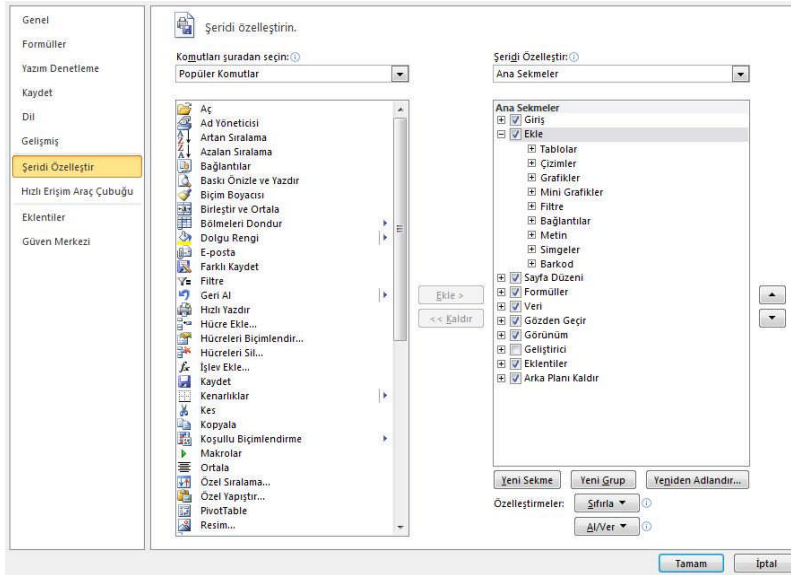 Genel
Formüller
Yazım Denetleme
Kaydet
Dil
Gelişmiş
Şeridi Özelleştir
Hızlı Erişim Araç Çubuğu
Eklentiler
Güven Merkezi
Şeridi özelleştirin.
Komutları şuradan seçin:
Popüler Komutlar
Aç
Ad Yöneticisi
Artan Sıralama
Azalan Sıralama
Bağlantılar
Baskı Önizle ve Yazdır
Biçim Boyacısı
Birleştir ve Ortala
Bölmeleri Dondur
Dolgu Rengi
E-posta
Farklı Kaydet
Filtre
Geri Al
Hızlı Yazdır
Hücre Ekle...
Hücreleri Biçimlendir...
Hücreleri Sil...
İşlev Ekle...
Kaydet
Kenarlıklar
Kes
Kopyala
Koşullu Biçimlendirme
Makrolar
Ortala
Özel Sıralama...
Özel Yapıştır...
PivotTable
Resim...
Ekle >
<< Kaldır
Şeridi Özelleştir:
Ana Sekmeler
Ana Sekmeler
Giriş
Ekle
Tablolar
Çizimler
Grafikler
Mini Grafikler
Filtre
Bağlantılar
Metin
Simgeler
Barkod
Sayfa Düzeni
Formüller
Veri
Gözden Geçir
Görünüm
Geliştirici
Eklentiler
Arka Planı Kaldır
Yeni Sekme Yeni Grup Yeniden Adlandır...
Özelleştirmeler: Sıfırla
Al/Ver
Tamam İptal